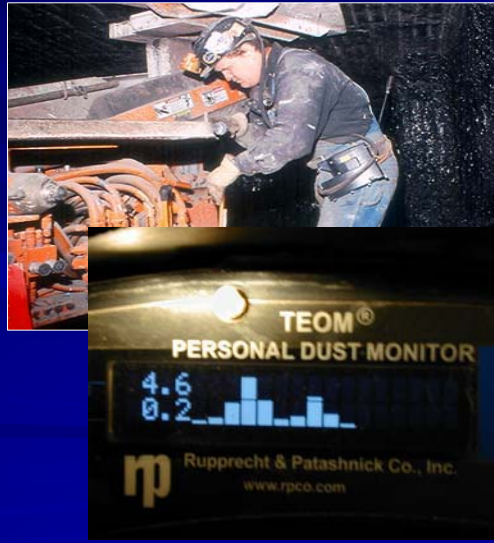 TEOM®
PERSONAL DUST MONITOR
4.6
0.2
rp Rupprecht & Patashnick Co., Inc.
www.rpco.com